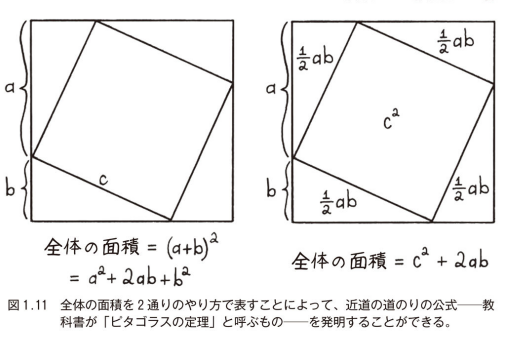 a
b
c
全体の面積 = (a+b)²
= a²+ 2ab+b²
½ab
½ab
a
c²
b
½ab
½ab
全体の面積 = c² + 2ab
図1.11 全体の面積を2通りのやり方で表すことによって、近道の道のりの公式──教
科書が「ピタゴラスの定理」と呼ぶもの──を発明することができる。